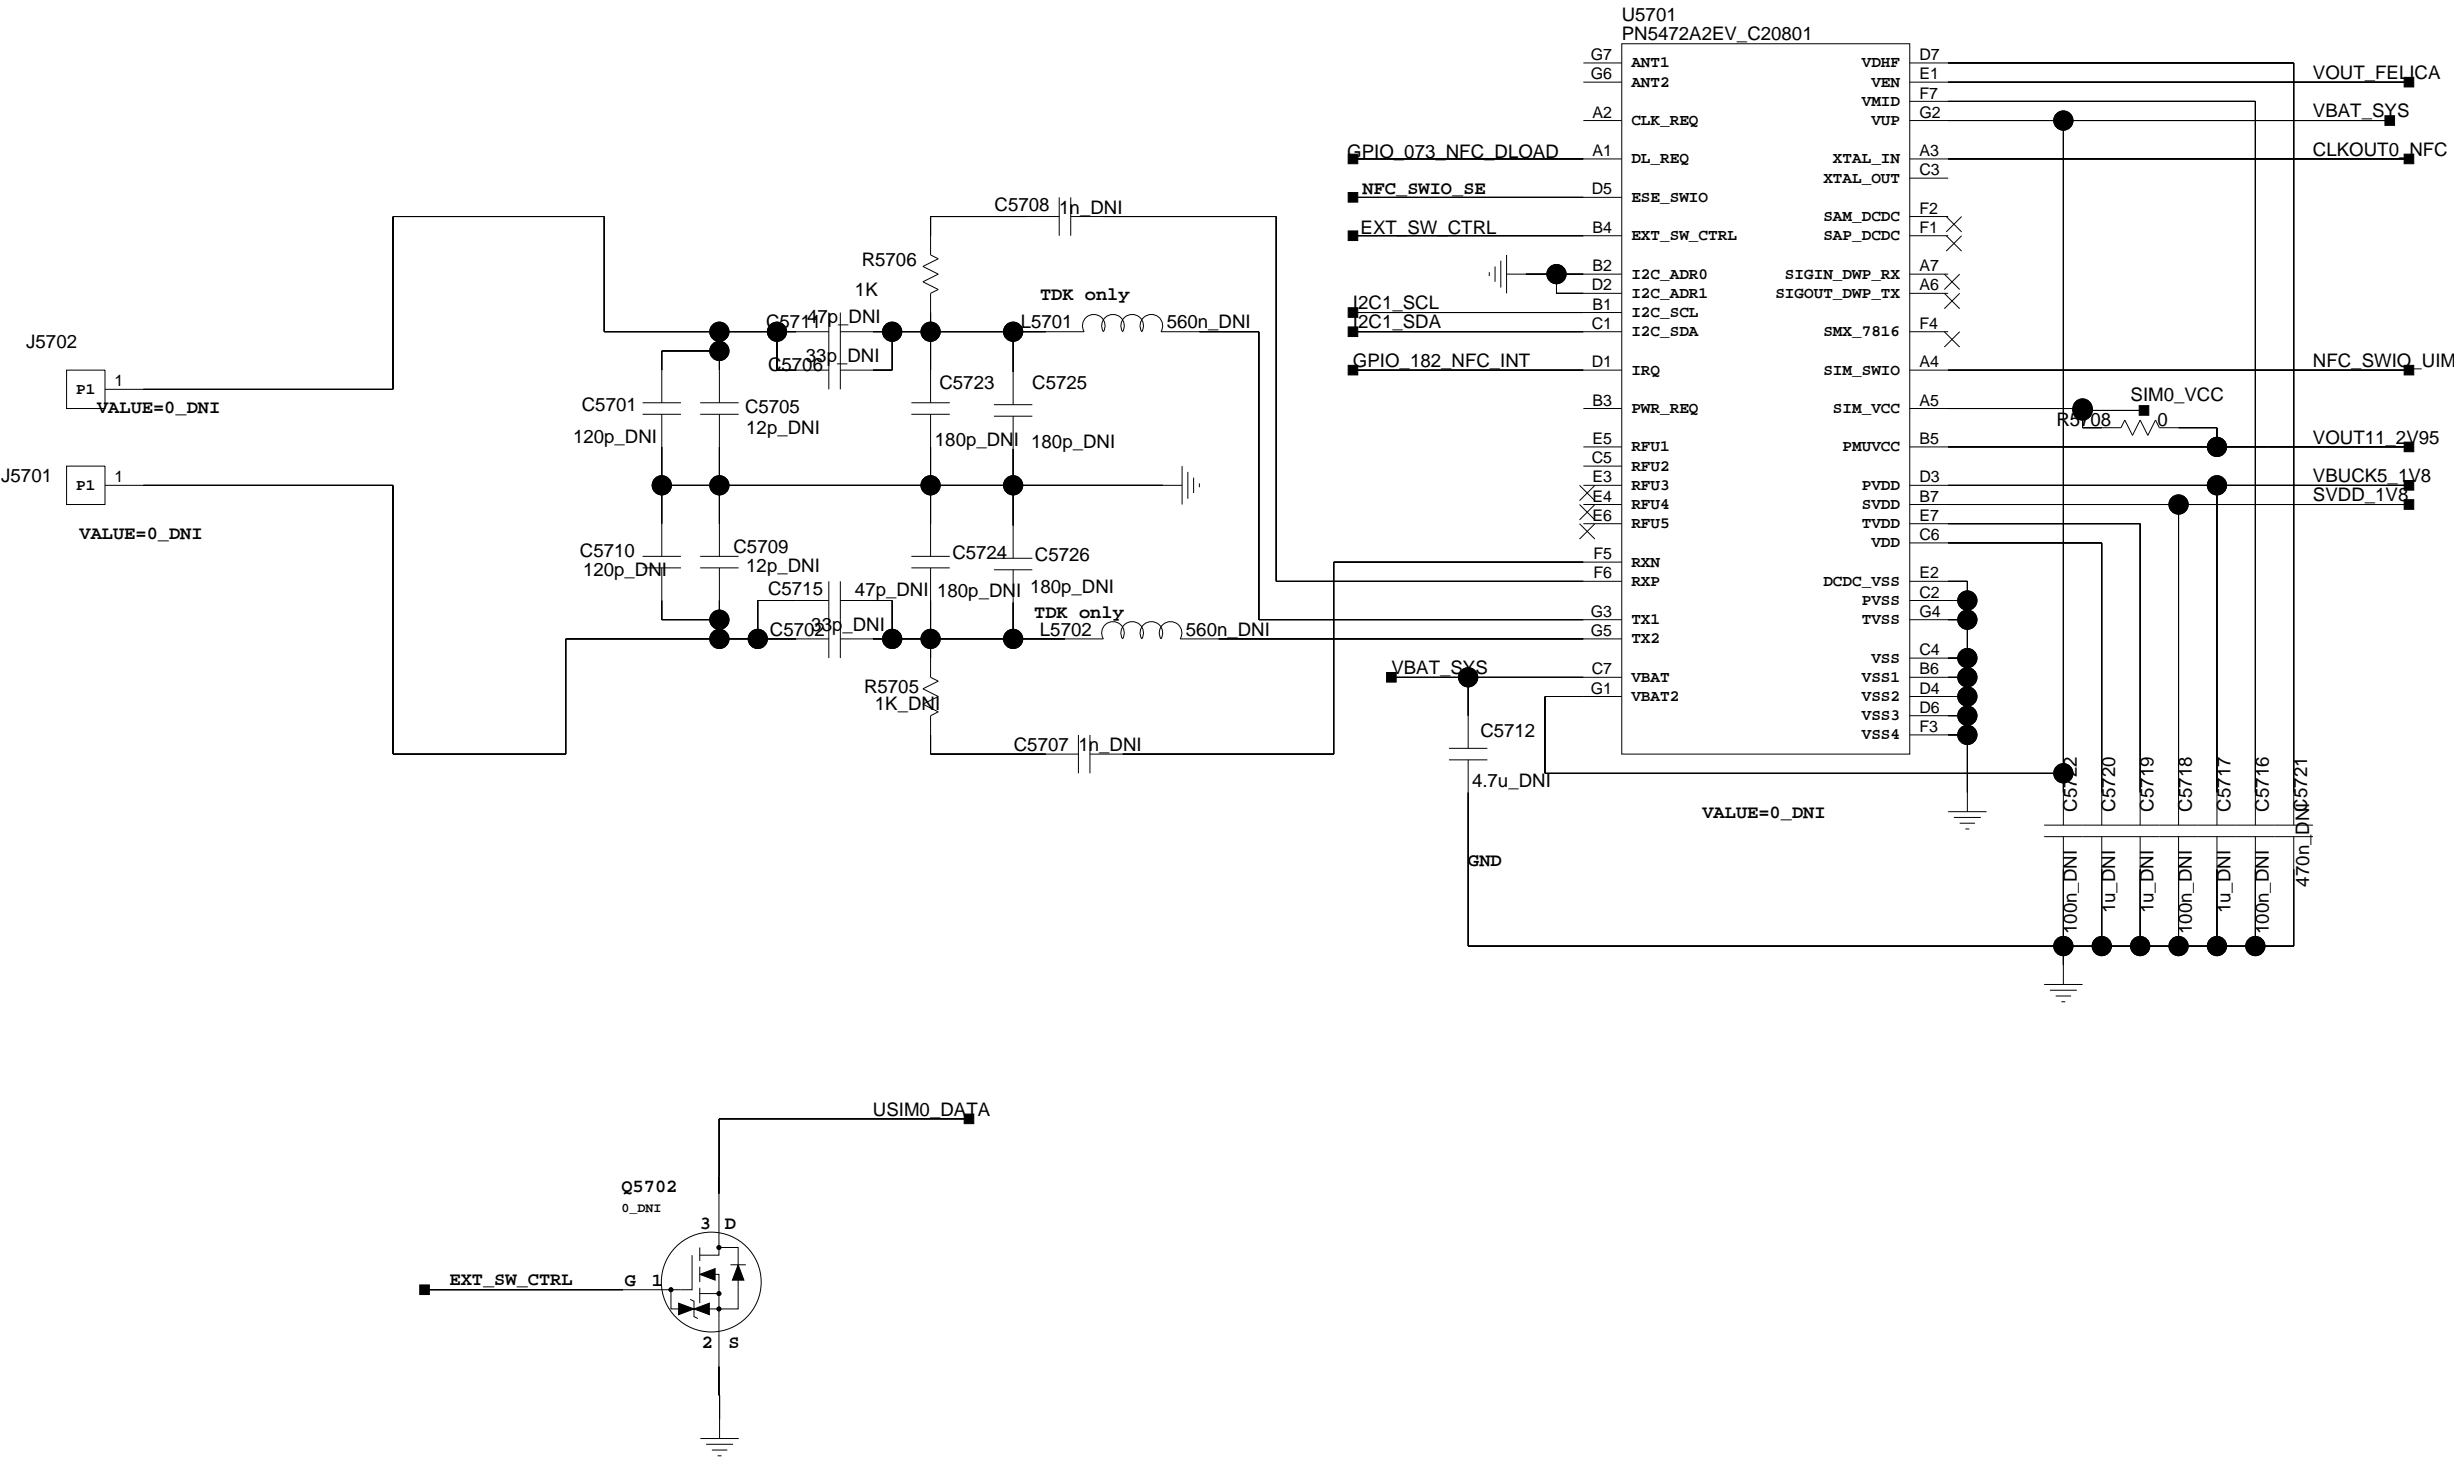 U5701
PN5472A2EV_C20801
G7 ANT1 VDHF D7
G6 ANT2 VEN E1 VOUT_FELICA
VMID F7
A2 CLK_REQ VUP G2 VBAT_SYS
GPIO_073_NFC_DLOAD A1 DL_REQ XTAL_IN A3 CLKOUT0_NFC
XTAL_OUT C3
NFC_SWIO_SE D5 ESE_SWIO
SAM_DCDC F2
EXT_SW_CTRL B4 EXT_SW_CTRL SAP_DCDC F1
B2 I2C_ADR0 SIGIN_DWP_RX A7
D2 I2C_ADR1 SIGOUT_DWP_TX A6
I2C1_SCL B1 I2C_SCL
I2C1_SDA C1 I2C_SDA SMX_7816 F4
GPIO_182_NFC_INT D1 IRQ SIM_SWIO A4 NFC_SWIO_UIM
B3 PWR_REQ SIM_VCC A5 SIM0_VCC
R5708 0
E5 RFU1 PMUVCC B5 VOUT11_2V95
C5 RFU2
E3 RFU3 PVDD D3 VBUCK5_1V8
E4 RFU4 SVDD B7 SVDD_1V8
E6 RFU5 TVDD E7
VDD C6
F5 RXN
F6 RXP DCDC_VSS E2
PVSS C2
G3 TX1 TVSS G4
G5 TX2
VSS C4
VBAT_SYS C7 VBAT VSS1 B6
G1 VBAT2 VSS2 D4
VSS3 D6
VSS4 F3
VALUE=0_DNI
C5712
4.7u_DNI
GND
C5722 C5720 C5719 C5718 C5717 C5716 C5721
100n_DNI 1u_DNI 1u_DNI 100n_DNI 1u_DNI 100n_DNI 470n_DNI
C5708 1n_DNI
R5706
1K
TDK only
C5711 47p_DNI L5701 560n_DNI
C5706 33p_DNI
J5702
P1 1
VALUE=0_DNI
C5701
120p_DNI
C5705
12p_DNI
C5723
180p_DNI
C5725
180p_DNI
J5701
P1 1
VALUE=0_DNI
C5710
120p_DNI
C5709
12p_DNI
C5724
180p_DNI
C5726
180p_DNI
C5715 47p_DNI
C5702 33p_DNI
TDK only
L5702 560n_DNI
R5705
1K_DNI
C5707 1n_DNI
USIM0_DATA
Q5702
0_DNI
3 D
EXT_SW_CTRL G 1
2 S